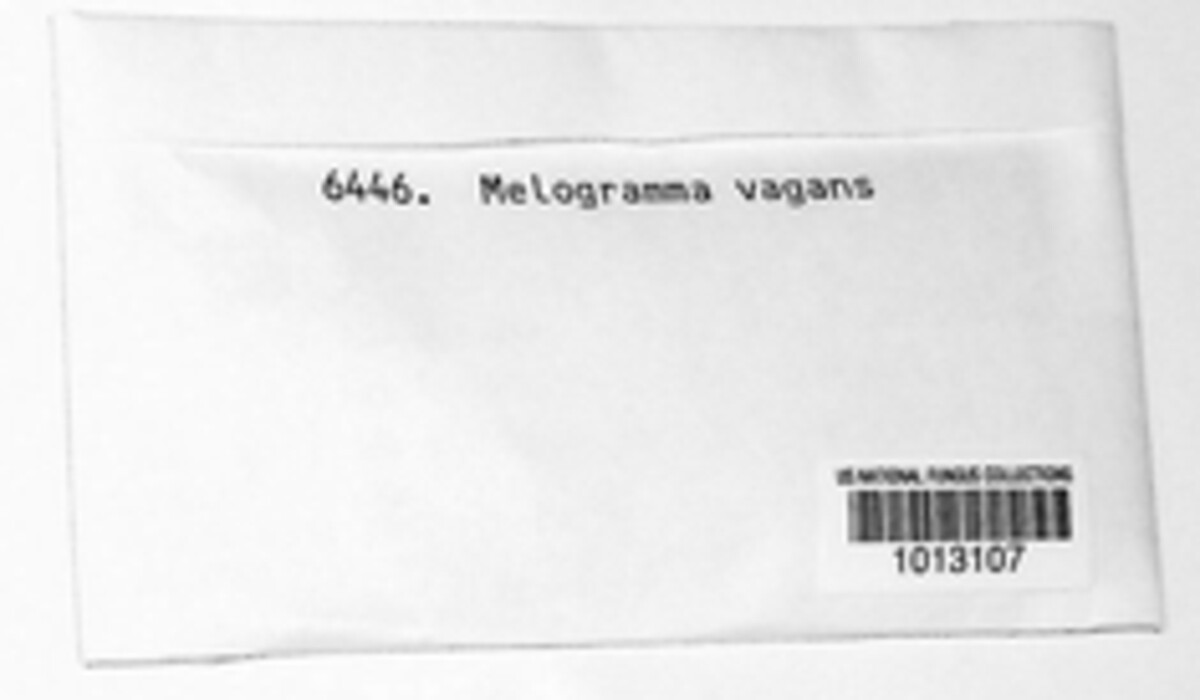 6446. Melogramma vagans
US NATIONAL FUNGUS COLLECTIONS
1013107